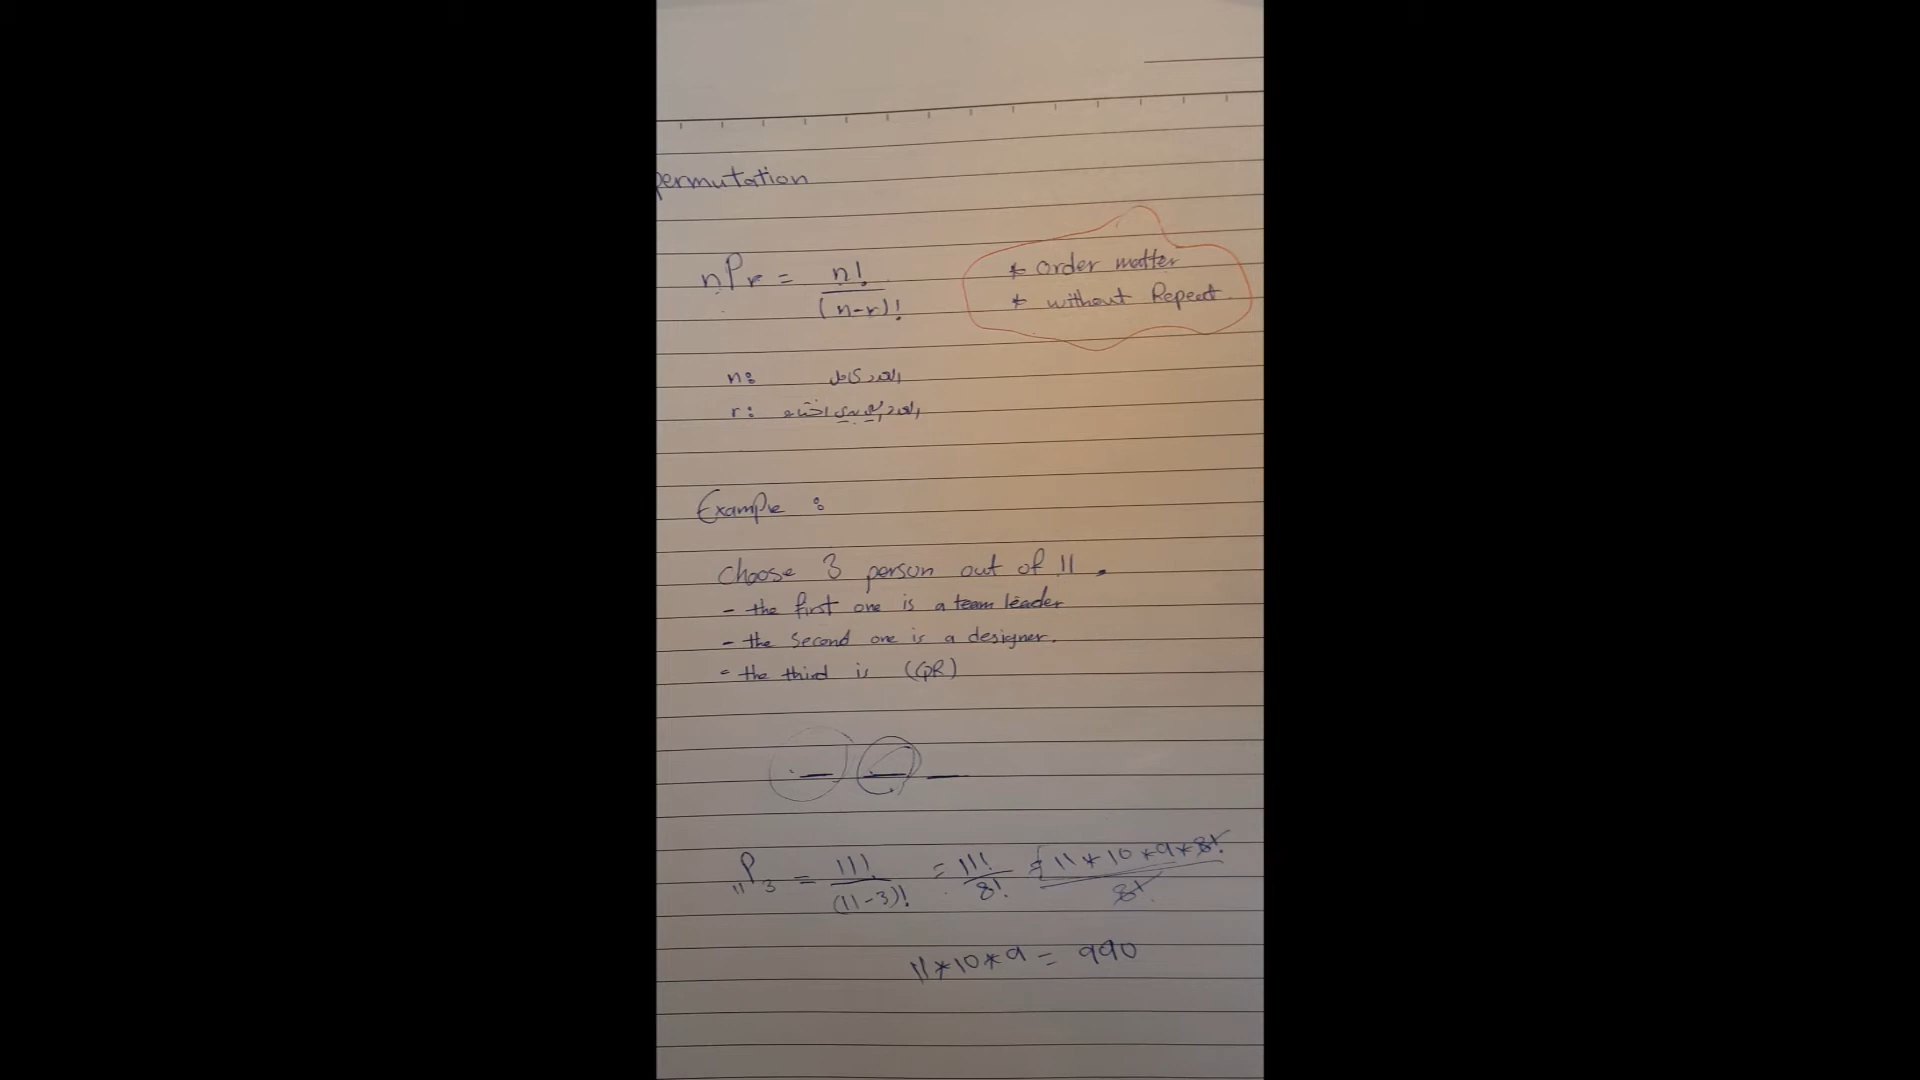 permutation
nPr = n! / (n-r)!
* order matter
* without Repeat.
n: العدد كامل
r: العدد الي بدي اختاره
Example :
choose 3 person out of 11 .
- the first one is a team leader
- the second one is a designer.
- the third is (QR)
11P3 = 11! / (11-3)! = 11! / 8! = 11*10*9*8! / 8!
11*10*9 = 990